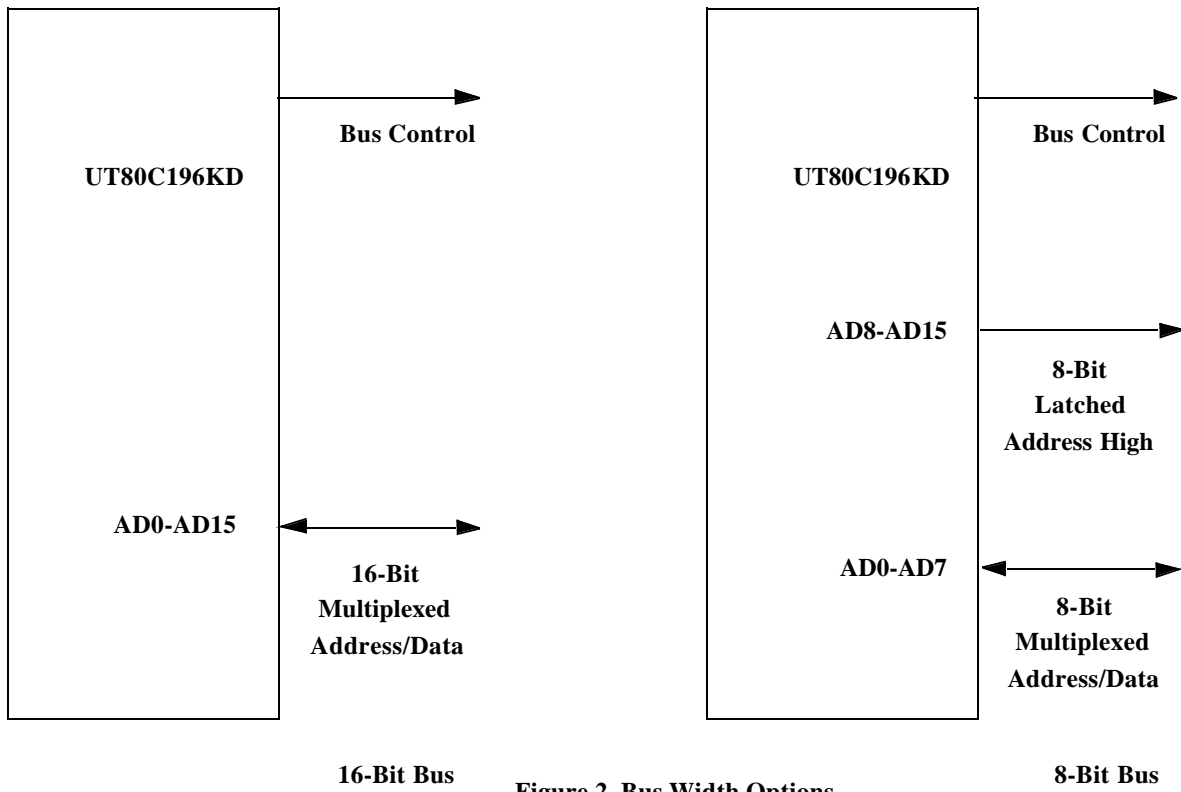 Bus Control
UT80C196KD
AD0-AD15
16-Bit
Multiplexed
Address/Data
16-Bit Bus
Bus Control
UT80C196KD
AD8-AD15
8-Bit
Latched
Address High
AD0-AD7
8-Bit
Multiplexed
Address/Data
8-Bit Bus
Figure 2. Bus Width Options